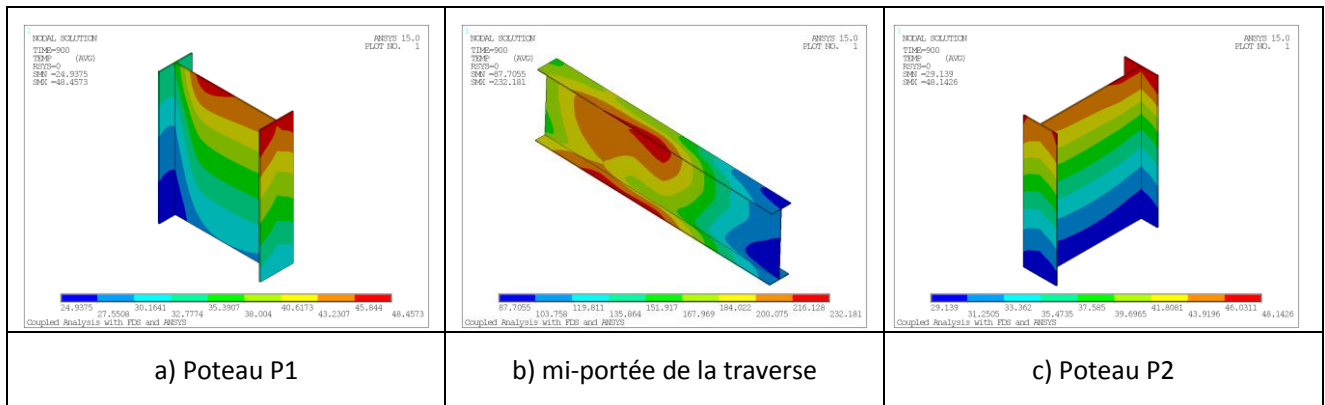 1
NODAL SOLUTION
TIME=900
TEMP (AVG)
RSYS=0
SMN =24.9375
SMX =48.4573
ANSYS 15.0
PLOT NO. 1
24.9375 30.1641 35.3907 40.6173 45.844
27.5508 32.7774 38.004 43.2307 48.4573
Coupled Analysis with FDS and ANSYS
a) Poteau P1
1
NODAL SOLUTION
TIME=900
TEMP (AVG)
RSYS=0
SMN =87.7055
SMX =232.181
ANSYS 15.0
PLOT NO. 1
87.7055 119.811 151.917 184.022 216.128
103.758 135.864 167.969 200.075 232.181
Coupled Analysis with FDS and ANSYS
b) mi-portée de la traverse
1
NODAL SOLUTION
TIME=900
TEMP (AVG)
RSYS=0
SMN =29.139
SMX =48.1426
ANSYS 15.0
PLOT NO. 1
29.139 33.362 37.585 41.8081 46.0311
31.2505 35.4735 39.6965 43.9196 48.1426
Coupled Analysis with FDS and ANSYS
c) Poteau P2